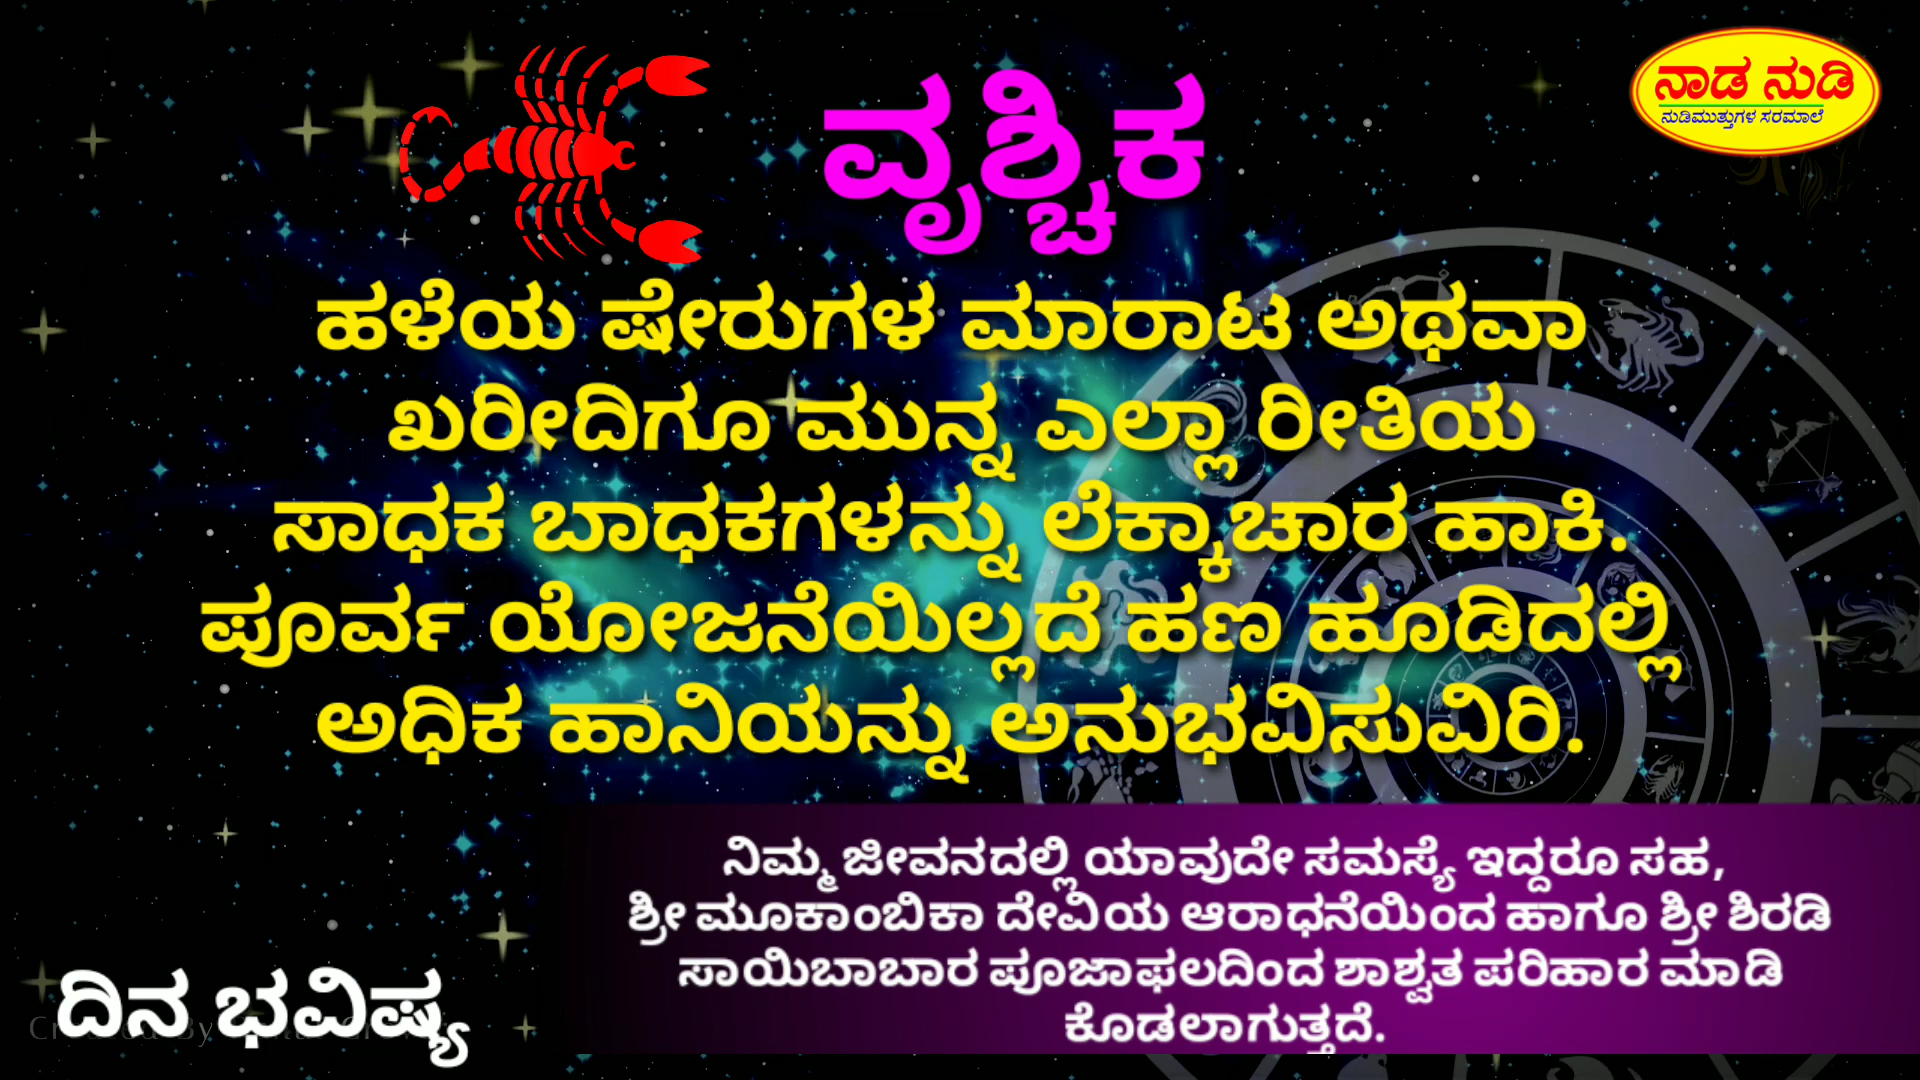 ನಾಡ ನುಡಿ
ನುಡಿಮುತ್ತುಗಳ ಸರಮಾಲೆ
ವೃಶ್ಚಿಕ
ಹಳೆಯ ಷೇರುಗಳ ಮಾರಾಟ ಅಥವಾ
ಖರೀದಿಗೂ ಮುನ್ನ ಎಲ್ಲಾ ರೀತಿಯ
ಸಾಧಕ ಬಾಧಕಗಳನ್ನು ಲೆಕ್ಕಾಚಾರ ಹಾಕಿ.
ಪೂರ್ವ ಯೋಜನೆಯಿಲ್ಲದೆ ಹಣ ಹೂಡಿದಲ್ಲಿ
ಅಧಿಕ ಹಾನಿಯನ್ನು ಅನುಭವಿಸುವಿರಿ.
ನಿಮ್ಮ ಜೀವನದಲ್ಲಿ ಯಾವುದೇ ಸಮಸ್ಯೆ ಇದ್ದರೂ ಸಹ,
ಶ್ರೀ ಮೂಕಾಂಬಿಕಾ ದೇವಿಯ ಆರಾಧನೆಯಿಂದ ಹಾಗೂ ಶ್ರೀ ಶಿರಡಿ
ಸಾಯಿಬಾಬಾರ ಪೂಜಾಫಲದಿಂದ ಶಾಶ್ವತ ಪರಿಹಾರ ಮಾಡಿ
ಕೊಡಲಾಗುತ್ತದೆ.
ದಿನ ಭವಿಷ್ಯ